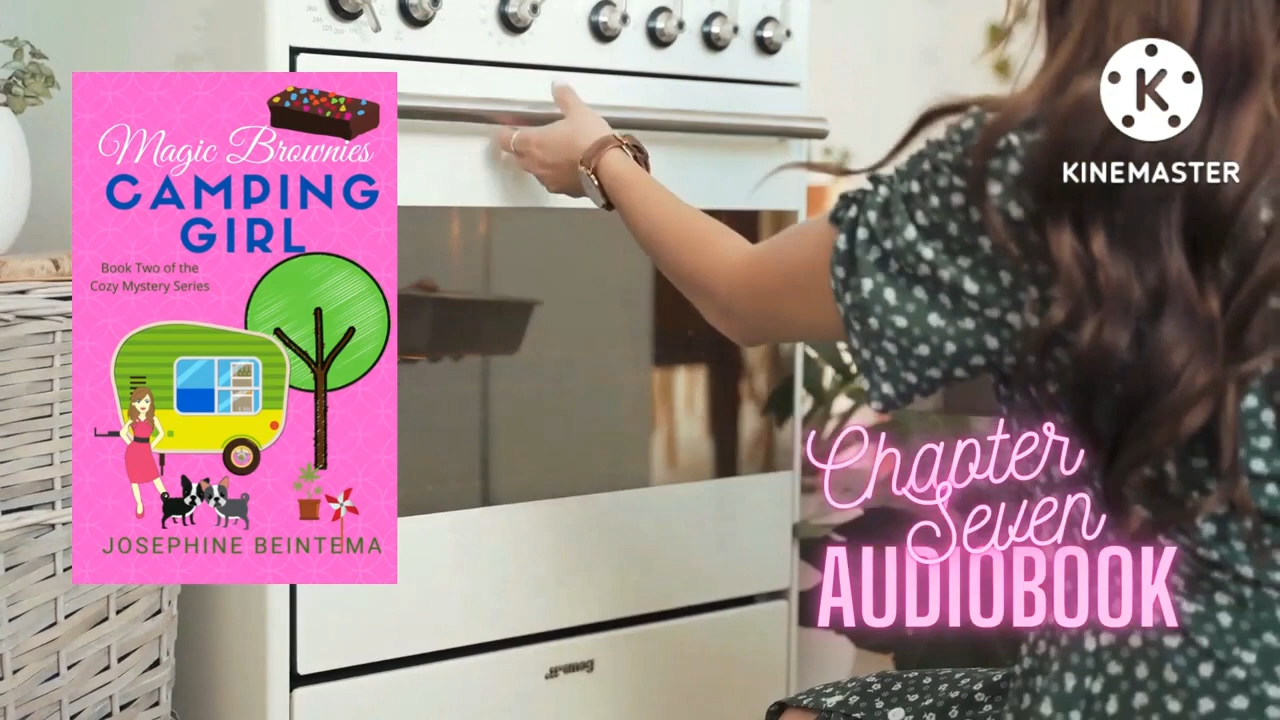 Magic Brownies
CAMPING
GIRL
Book Two of the
Cozy Mystery Series
JOSEPHINE BEINTEMA
K
KINEMASTER
Chapter
Seven
AUDIOBOOK